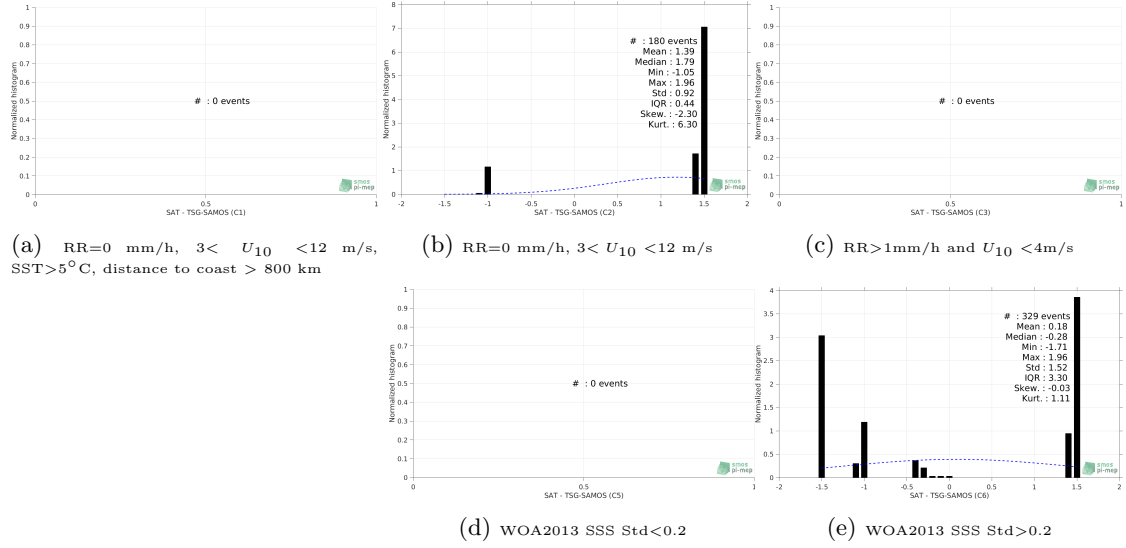 1
0.9
0.8
0.7
0.6
0.5
0.4
0.3
0.2
0.1
0
Normalized histogram
# : 0 events
0 0.5 1
SAT - TSG-SAMOS (C1)
smos
pi-mep
(a) RR=0 mm/h, 3< U10 <12 m/s,
SST>5°C, distance to coast > 800 km
8
7
6
5
4
3
2
1
0
Normalized histogram
# : 180 events
Mean : 1.39
Median : 1.79
Min : -1.05
Max : 1.96
Std : 0.92
IQR : 0.44
Skew. : -2.30
Kurt. : 6.30
-2 -1.5 -1 -0.5 0 0.5 1 1.5 2
SAT - TSG-SAMOS (C2)
smos
pi-mep
(b) RR=0 mm/h, 3< U10 <12 m/s
1
0.9
0.8
0.7
0.6
0.5
0.4
0.3
0.2
0.1
0
Normalized histogram
# : 0 events
0 0.5 1
SAT - TSG-SAMOS (C3)
smos
pi-mep
(c) RR>1mm/h and U10 <4m/s
1
0.9
0.8
0.7
0.6
0.5
0.4
0.3
0.2
0.1
0
Normalized histogram
# : 0 events
0 0.5 1
SAT - TSG-SAMOS (C5)
smos
pi-mep
(d) WOA2013 SSS Std<0.2
4
3.5
3
2.5
2
1.5
1
0.5
0
Normalized histogram
# : 329 events
Mean : 0.18
Median : -0.28
Min : -1.71
Max : 1.96
Std : 1.52
IQR : 3.30
Skew. : -0.03
Kurt. : 1.11
-2 -1.5 -1 -0.5 0 0.5 1 1.5 2
SAT - TSG-SAMOS (C6)
smos
pi-mep
(e) WOA2013 SSS Std>0.2